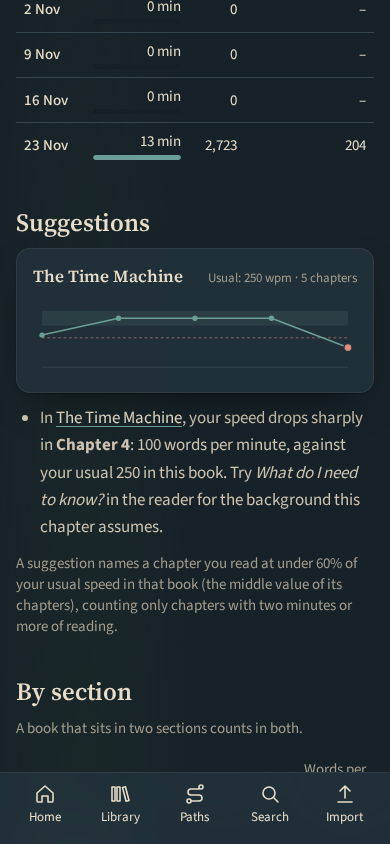 2 Nov 0 min 0 –
9 Nov 0 min 0 –
16 Nov 0 min 0 –
23 Nov 13 min 2,723 204
Suggestions
The Time Machine Usual: 250 wpm · 5 chapters
• In The Time Machine, your speed drops sharply
in Chapter 4: 100 words per minute, against
your usual 250 in this book. Try What do I need
to know? in the reader for the background this
chapter assumes.
A suggestion names a chapter you read at under 60% of
your usual speed in that book (the middle value of its
chapters), counting only chapters with two minutes or
more of reading.
By section
A book that sits in two sections counts in both.
Words per
Home Library Paths Search Import